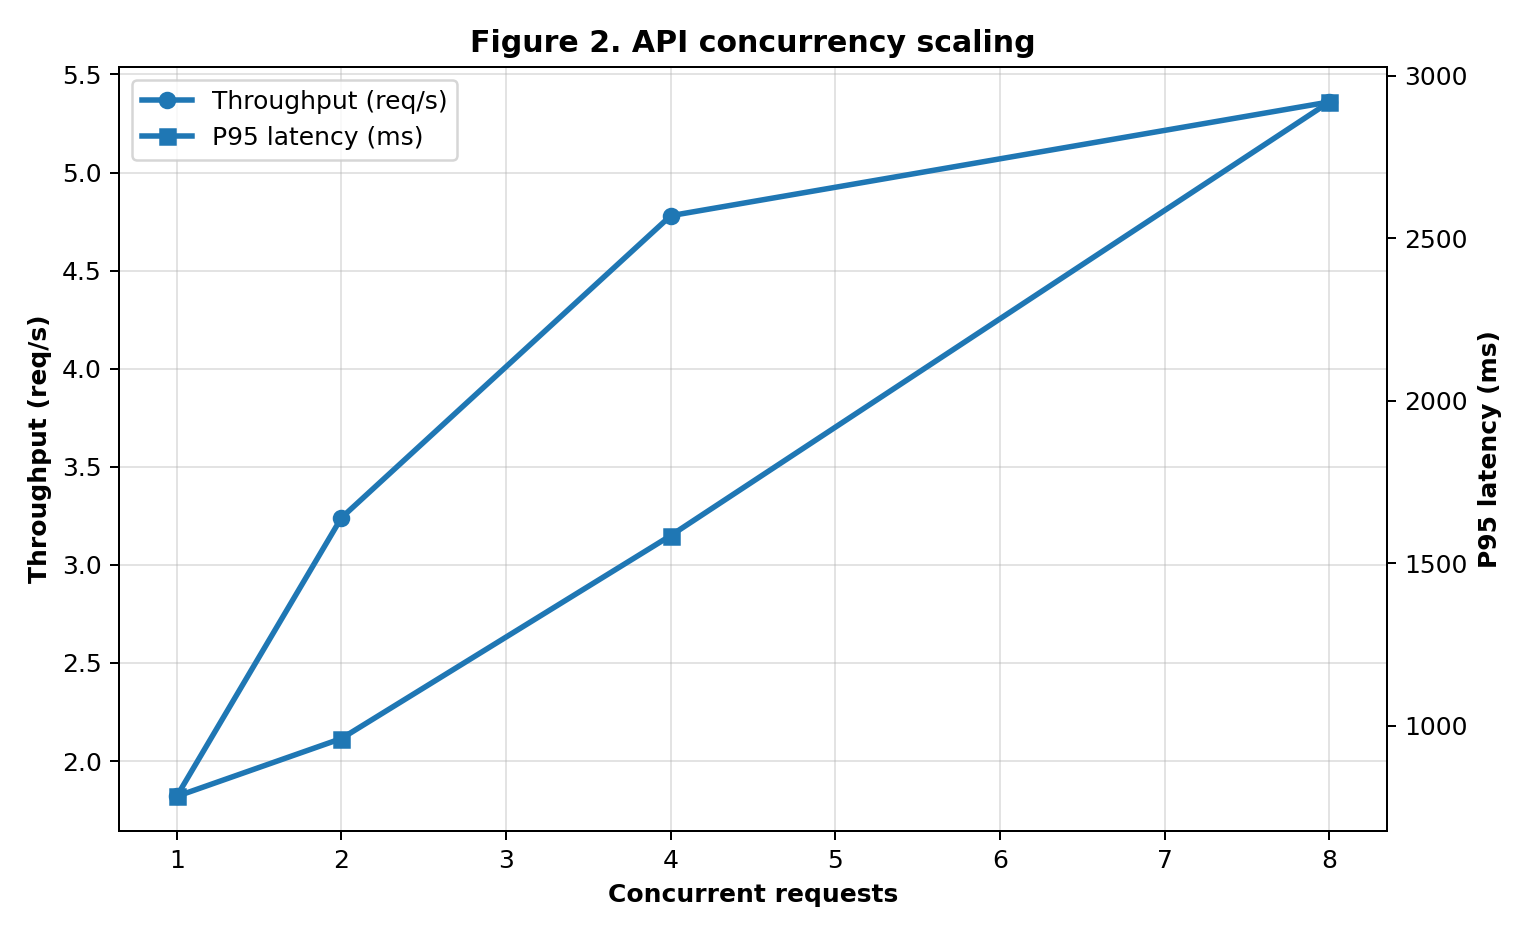 Figure 2. API concurrency scaling
Throughput (req/s)
P95 latency (ms)
5.5
5.0
4.5
4.0
3.5
3.0
2.5
2.0
Throughput (req/s)
3000
2500
2000
1500
1000
P95 latency (ms)
1 2 3 4 5 6 7 8
Concurrent requests